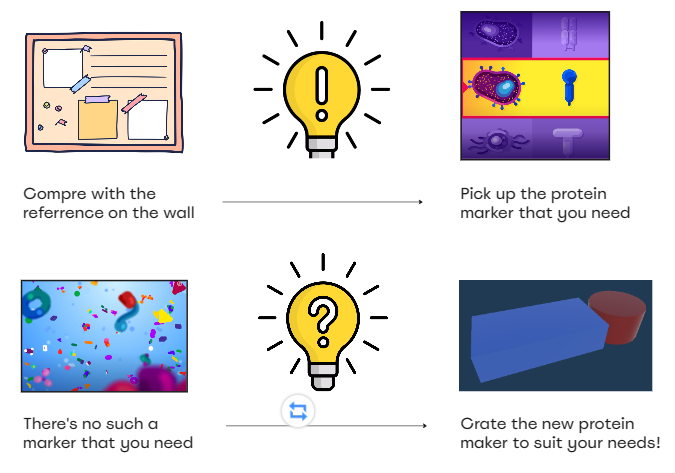 Compre with the
referrence on the wall
Pick up the protein
marker that you need
There's no such a
marker that you need
Crate the new protein
maker to suit your needs!